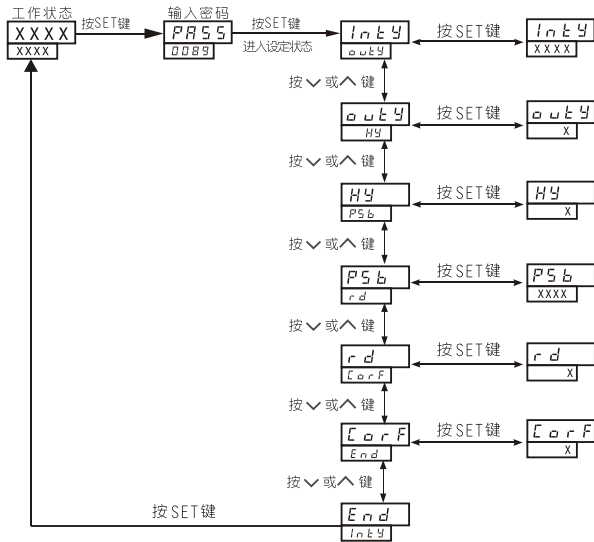 工作状态
XXXX
XXXX
按SET键
输入密码
PASS
0089
按SET键
进入设定状态
Inty
outy
按SET键
Inty
XXXX
按∨或∧键
outy
HY
按SET键
outy
X
按∨或∧键
HY
PSb
按SET键
HY
X
按∨或∧键
PSb
rd
按SET键
PSb
XXXX
按∨或∧键
rd
CorF
按SET键
rd
X
按∨或∧键
CorF
End
按SET键
CorF
X
按∨或∧键
End
Inty
按SET键